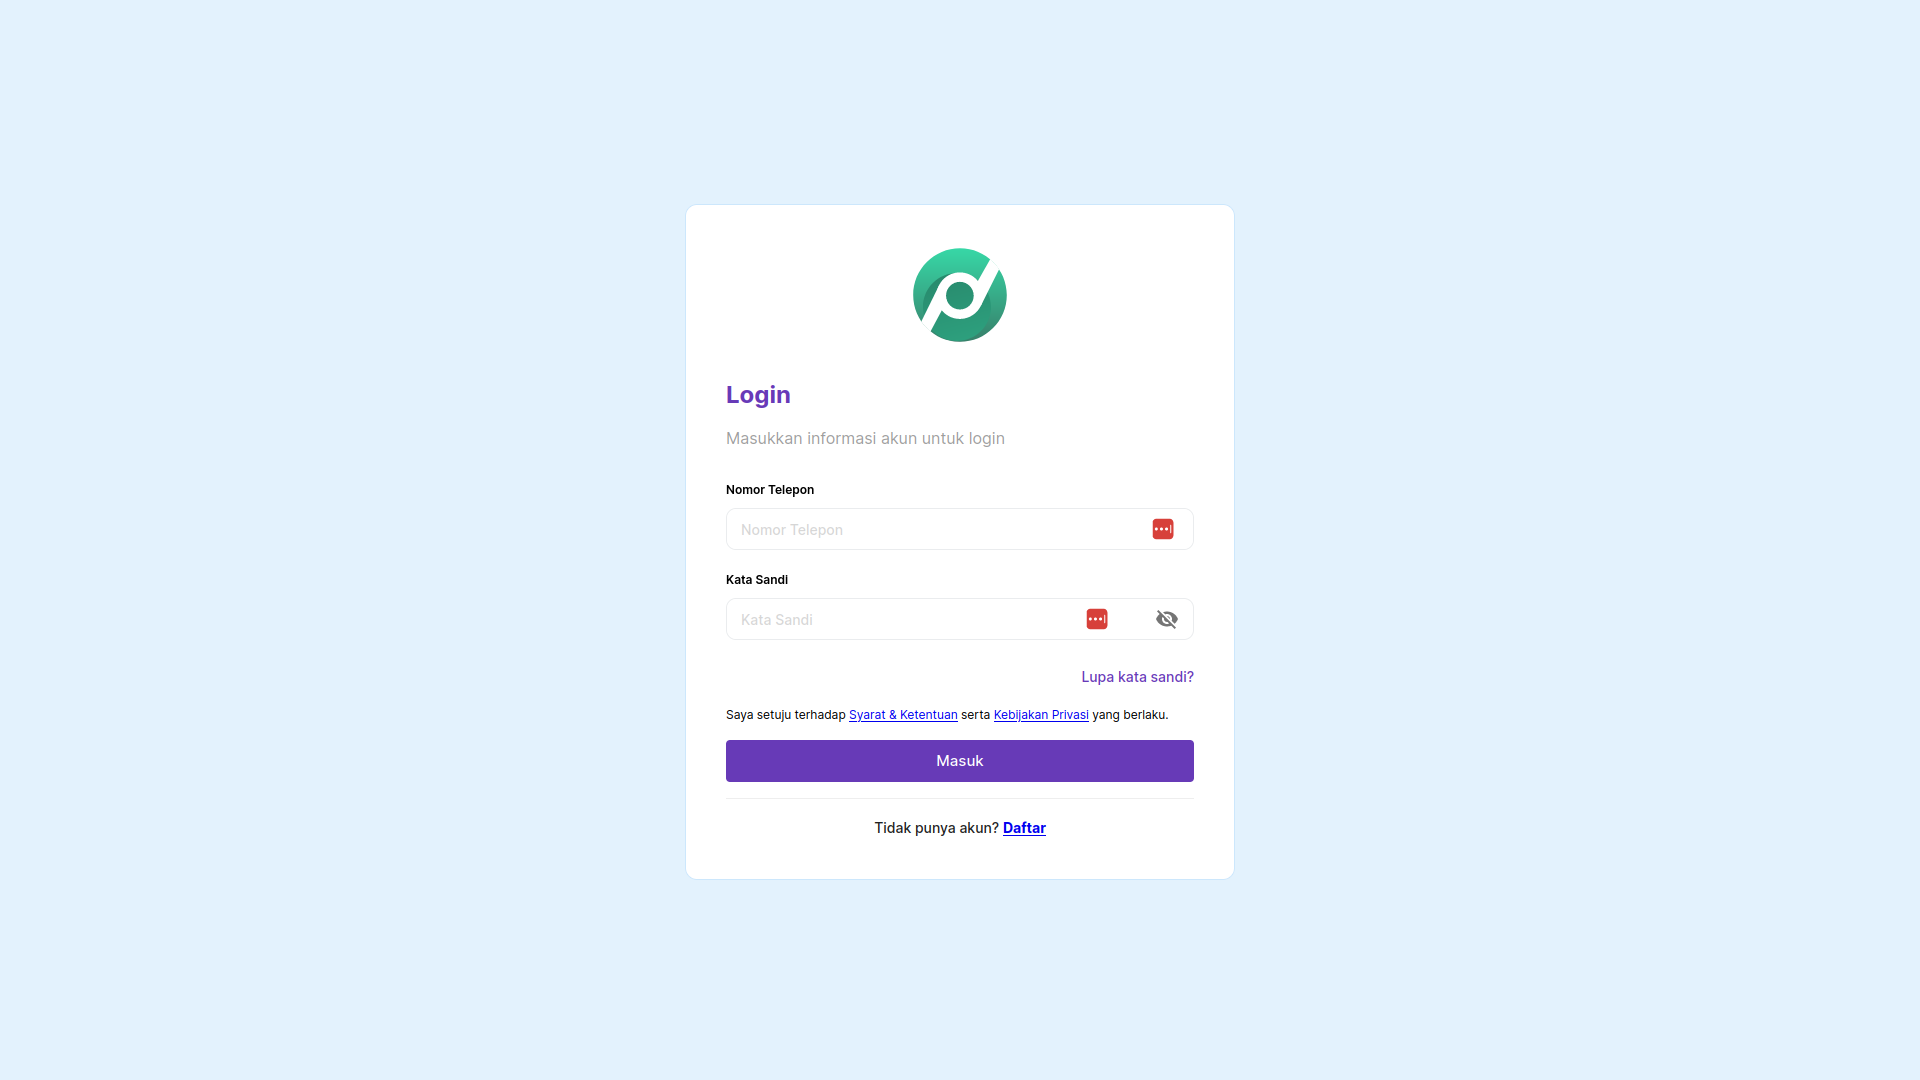 Login
Masukkan informasi akun untuk login
Nomor Telepon
Nomor Telepon
Kata Sandi
Kata Sandi
Lupa kata sandi?
Saya setuju terhadap Syarat & Ketentuan serta Kebijakan Privasi yang berlaku.
Masuk
Tidak punya akun? Daftar